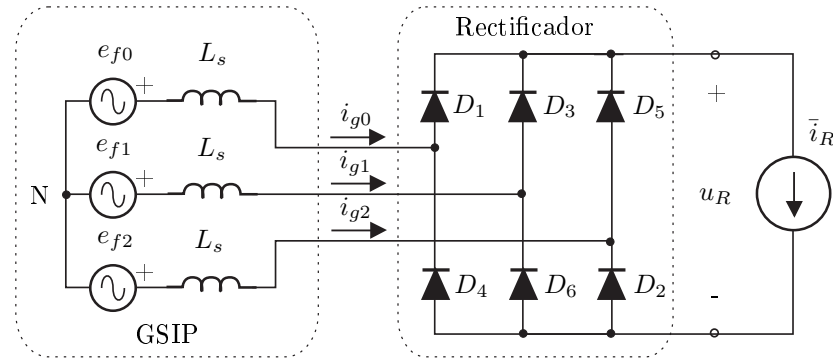 Rectificador
e_{f0}
+
L_s
i_{g0}
D_1
D_3
D_5
+
e_{f1}
+
L_s
i_{g1}
\bar{i}_R
N
u_R
e_{f2}
+
L_s
i_{g2}
D_4
D_6
D_2
-
GSIP